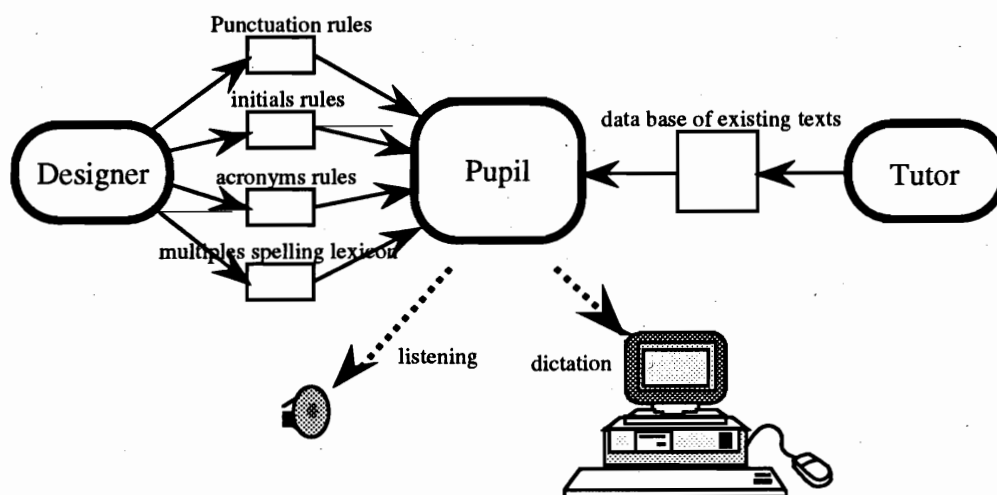 Punctuation rules
initials rules
data base of existing texts
Designer
acronyms rules
Pupil
Tutor
multiples spelling lexicon
listening
dictation